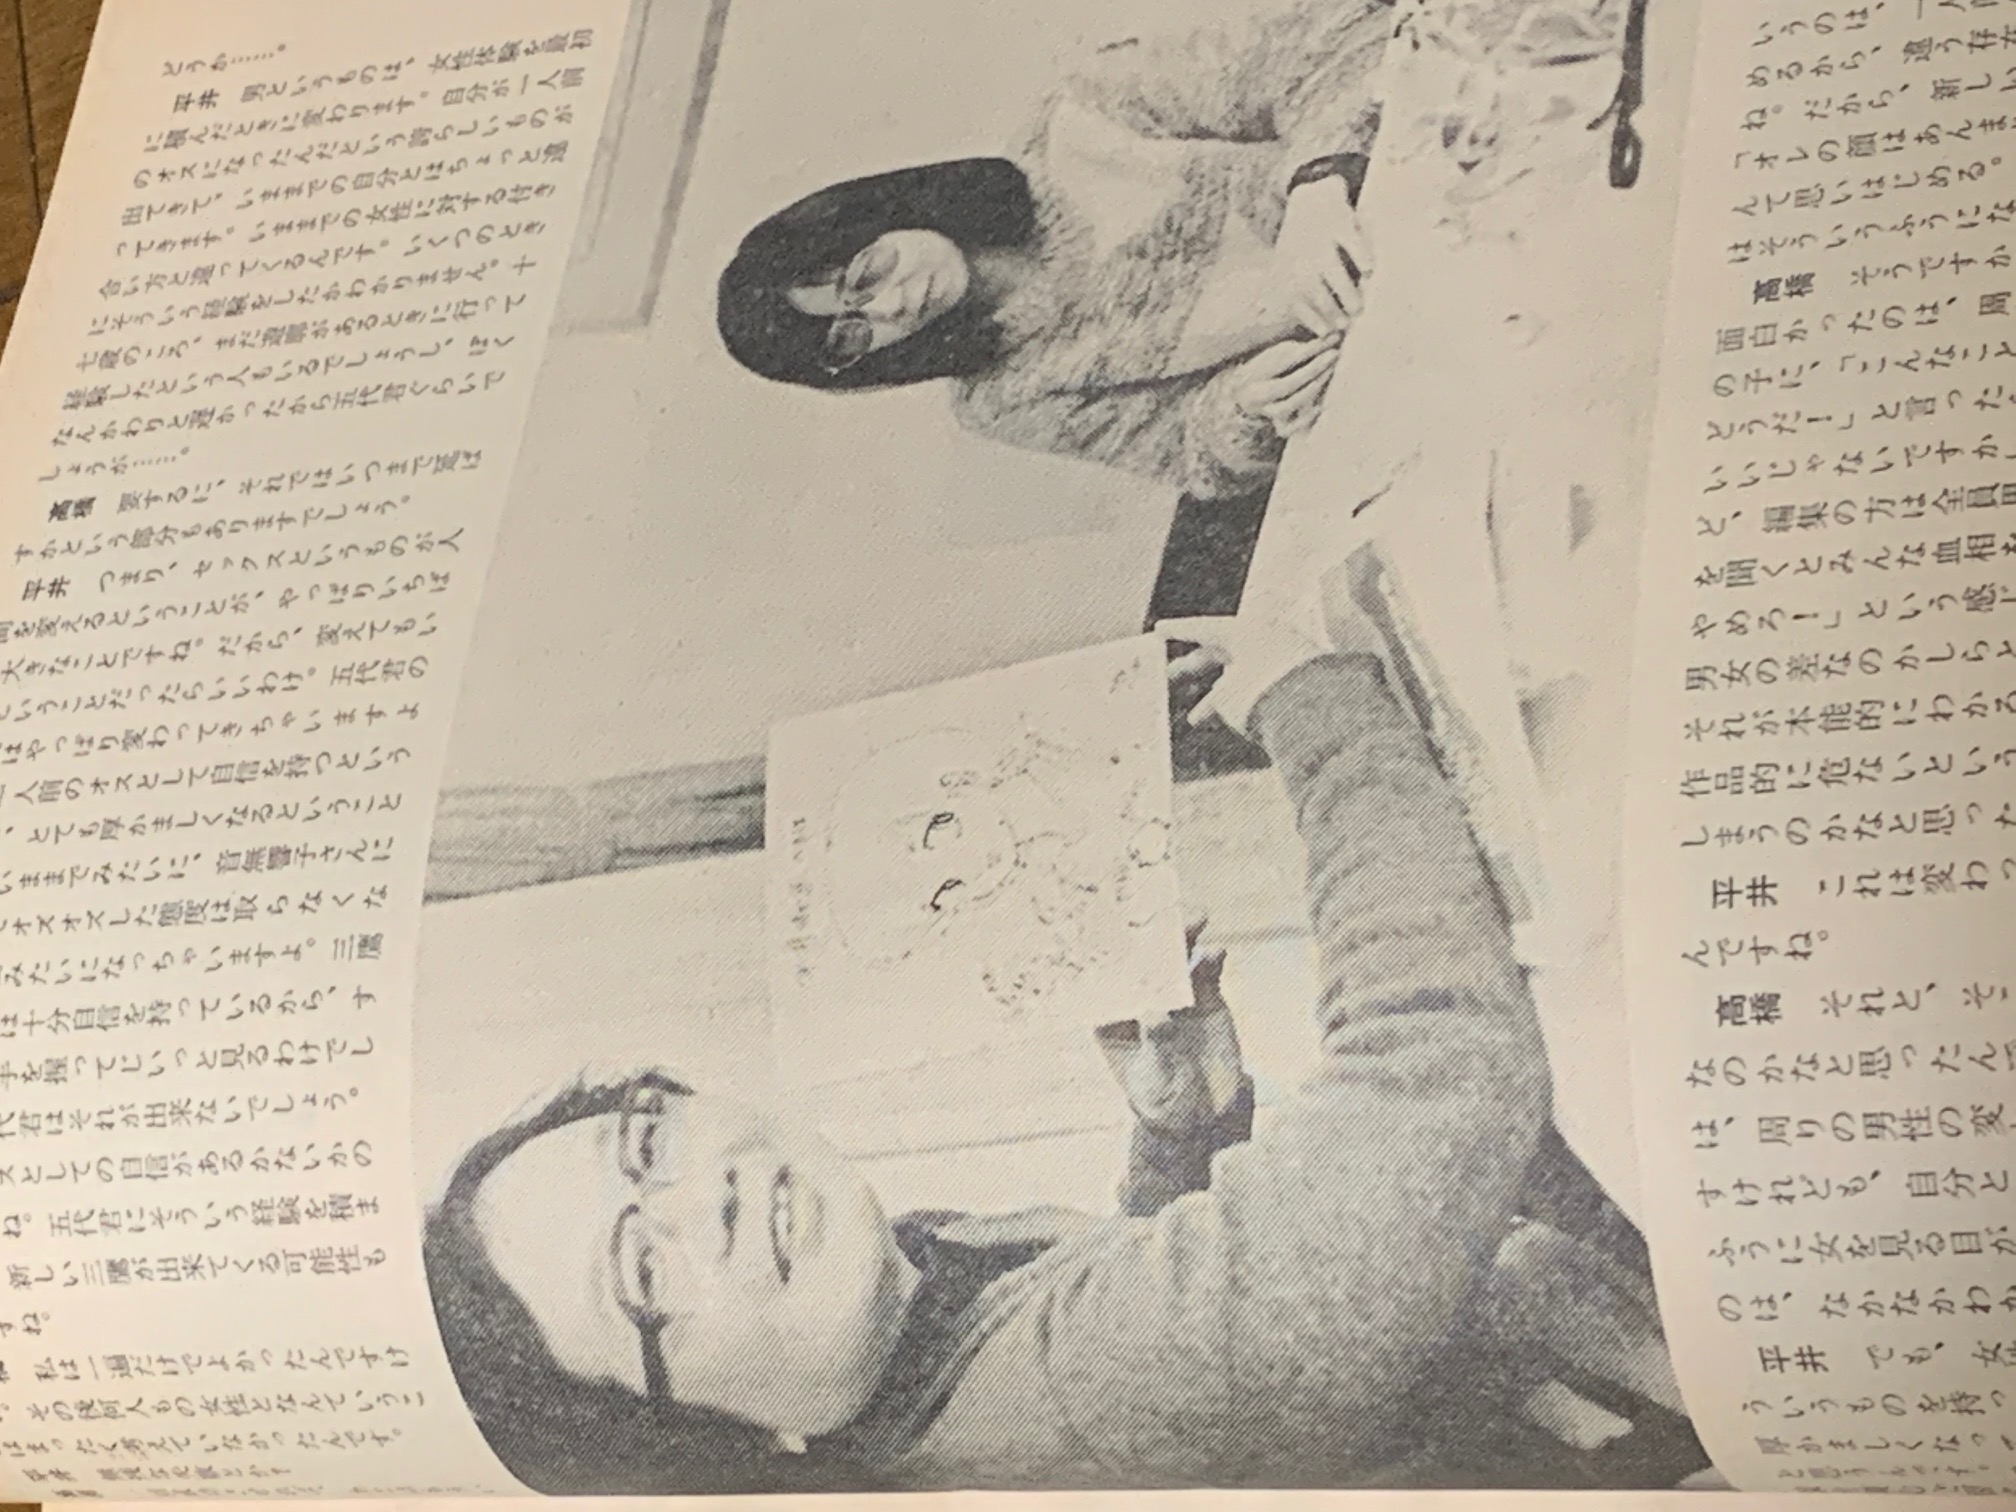 どうか……。
平井　男というものは、女性体験を最初
に積んだときに変わります。自分が一人前
のオスになったんだという誇らしいものが
出てきて、いままでの自分とはちょっと違
ってきます。いままでの女性に対する付き
合い方と違ってくるんです。いくつのとき
にそういう経験をしたかわかりません。十
七歳のころ、まだ遊廓があるときに行って
経験したという人もいるでしょうし、ぼく
なんかわりと遅かったから五代君ぐらいで
しょうが……。
高橋　要するに、それではいつまで延ば
すかという部分もありますでしょう。
平井　つまり、セックスというものが人
間を変えるということが、やっぱりいちば
大きなことですね。だから、変えてもい
ということだったらいいわけ。五代君の
はやっぱり変わってきちゃいますよ
一人前のオスとして自信を持つという
、とても厚かましくなるということ
いままでみたいに、音無響子さんに
オズオズした態度は取らなくな
みたいになっちゃいますよ。三鷹
は十分自信を持っているから、す
手を握ってじいっと見るわけでし
代君はそれが出来ないでしょう。
スとしての自信があるかないかの
ね。五代君にそういう経験を積ま
新しい三鷹が出来てくる可能性も
すね。
私は一遍だけでよかったんですけ
。その後何人もの女性となんていうこ
はまったく考えていなかったんです。
平井
いうのは、一人
めるから、違う存在
ね。だから、新し
「オレの顔はあんま
んて思いはじめる。
はそういうふうにな
高橋　そうですか
面白かったのは、周
の子に、「こんなこと
どうだ！」と言った
いいじゃないですか
ど、編集の方は全員男
を聞くとみんな血相を
やめろ！」という感じ
男女の差なのかしらと
それが本能的にわかる
作品的に危ないという
しまうのかなと思った
平井　これは変わっ
んですね。
高橋　それと、そこ
なのかなと思ったんで
は、周りの男性の変
すけれども、自分と
ふうに女を見る目が
のは、なかなかわか
平井　でも、女性
ういうものを持っ
厚かましくなって